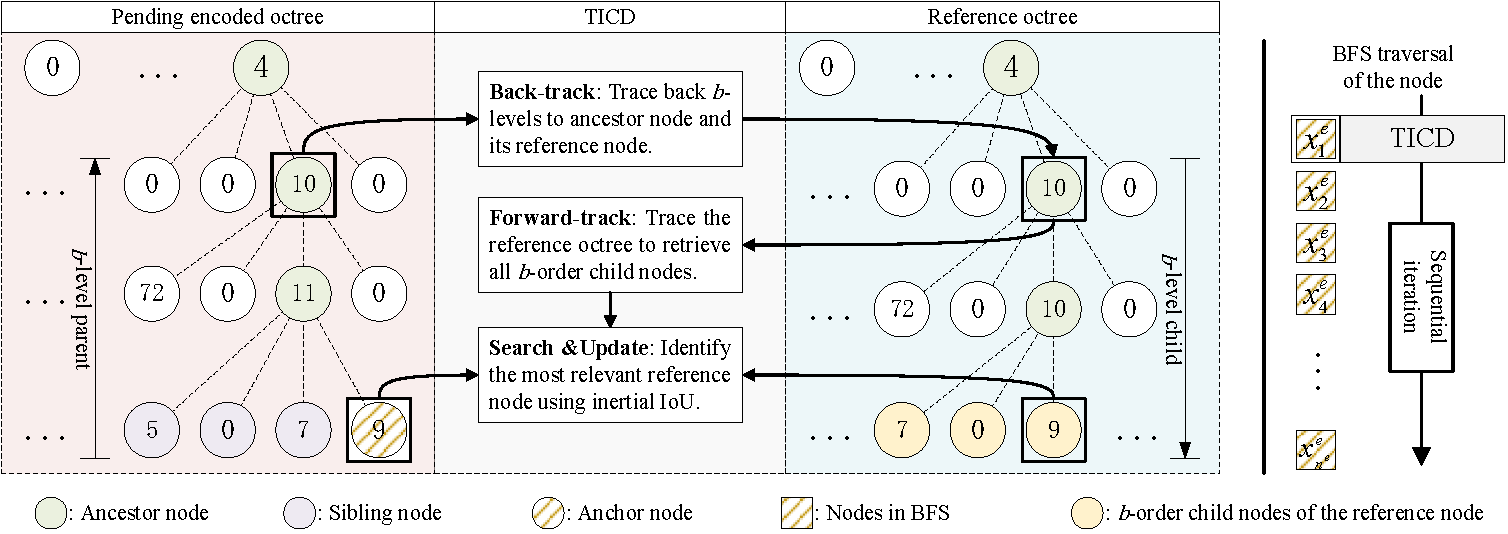 Pending encoded octree
TICD
Reference octree
0
. . .
4
0
. . .
4
Back-track: Trace back b-
levels to ancestor node and
its reference node.
. . .
0
0
10
0
. . .
0
0
10
0
Forward-track: Trace the
reference octree to retrieve
all b-order child nodes.
b-level parent
b-level child
. . .
72
0
11
0
. . .
72
0
10
0
Search &Update: Identify
the most relevant reference
node using inertial IoU.
. . .
5
0
7
9
. . .
7
0
9
. . .
BFS traversal
of the node
x₁ᵉ
TICD
x₂ᵉ
x₃ᵉ
x₄ᵉ
Sequential
iteration
. . .
xₙᵉᵉ
: Ancestor node
: Sibling node
: Anchor node
: Nodes in BFS
: b-order child nodes of the reference node